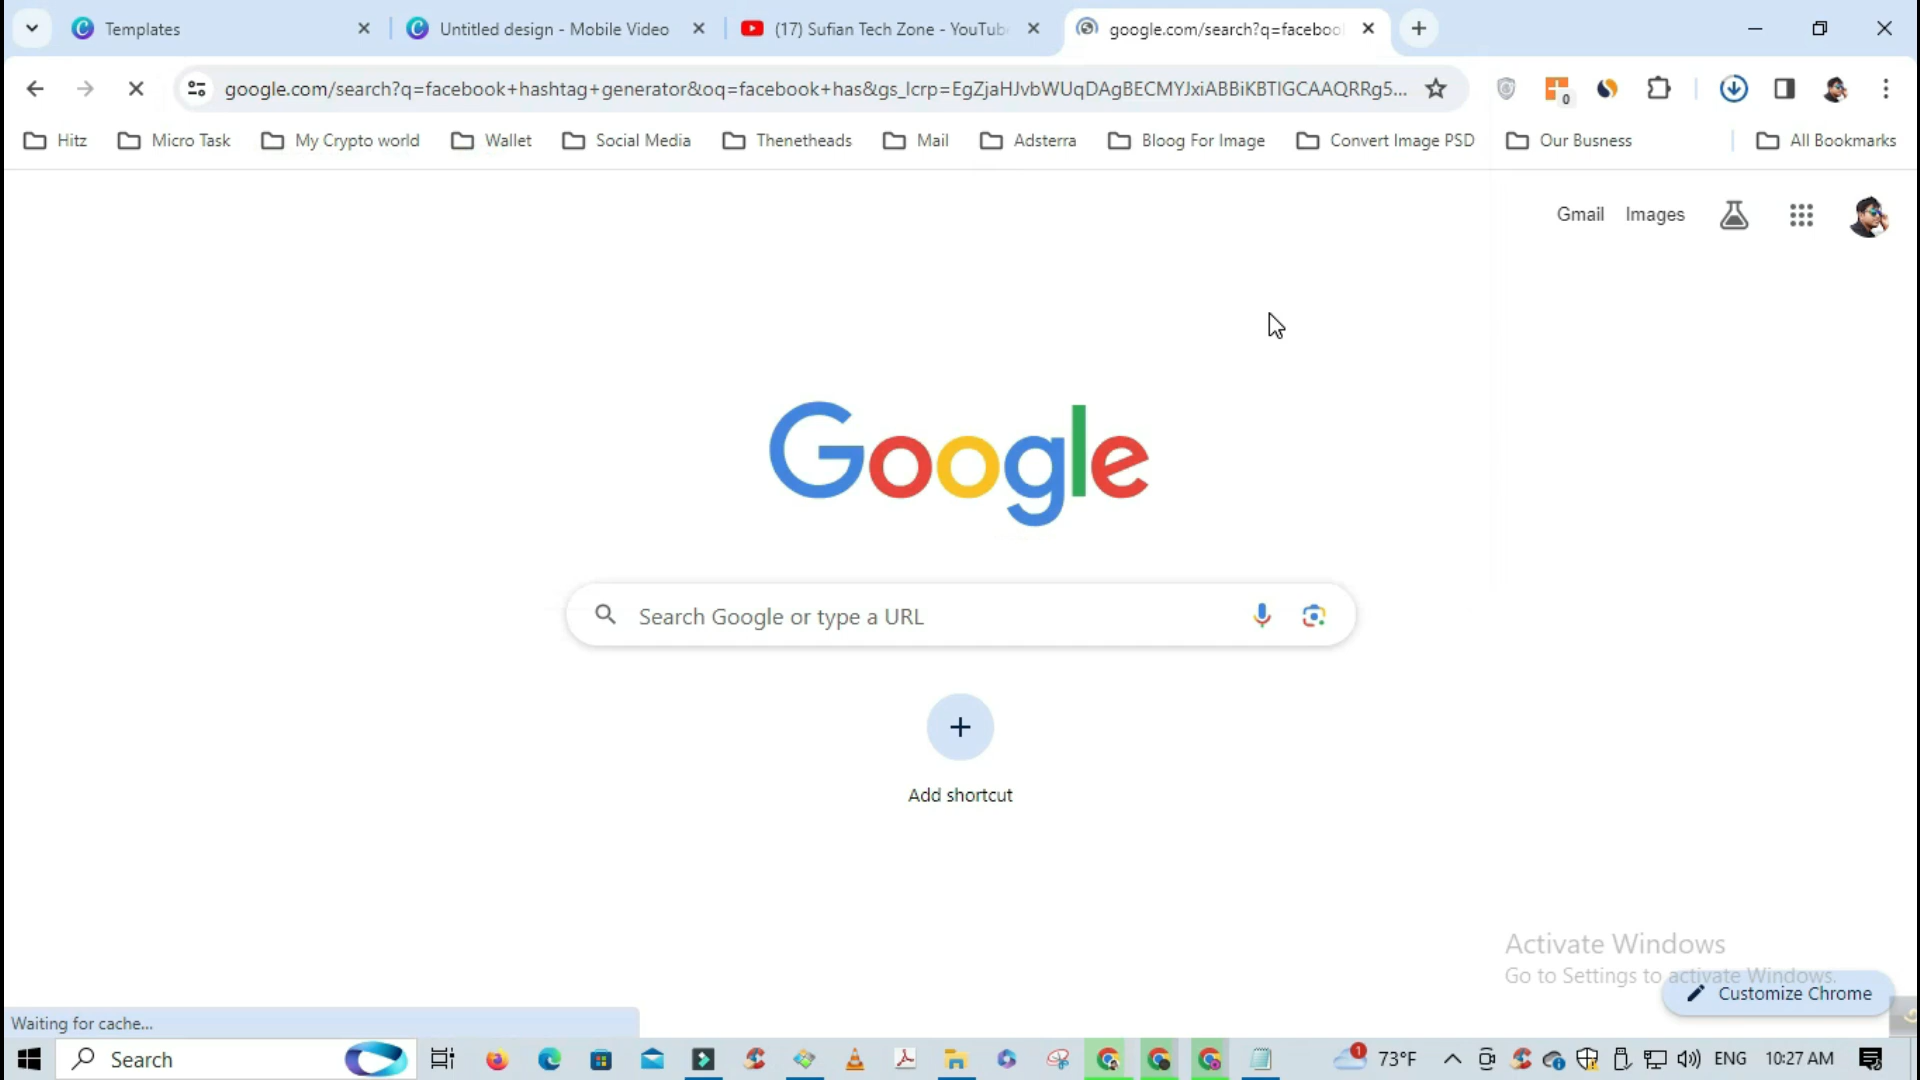 Templates
Untitled design - Mobile Video
(17) Sufian Tech Zone - YouTub
google.com/search?q=faceboo
google.com/search?q=facebook+hashtag+generator&oq=facebook+has&gs_lcrp=EgZjaHJvbWUqDAgBECMYJxiABBiKBTIGCAAQRRg5...
0
Hitz
Micro Task
My Crypto world
Wallet
Social Media
Thenetheads
Mail
Adsterra
Bloog For Image
Convert Image PSD
Our Busness
All Bookmarks
Gmail
Images
Google
Search Google or type a URL
Add shortcut
Activate Windows
Go to Settings to activate Windows.
Customize Chrome
Waiting for cache...
Search
1
73°F
ENG
10:27 AM